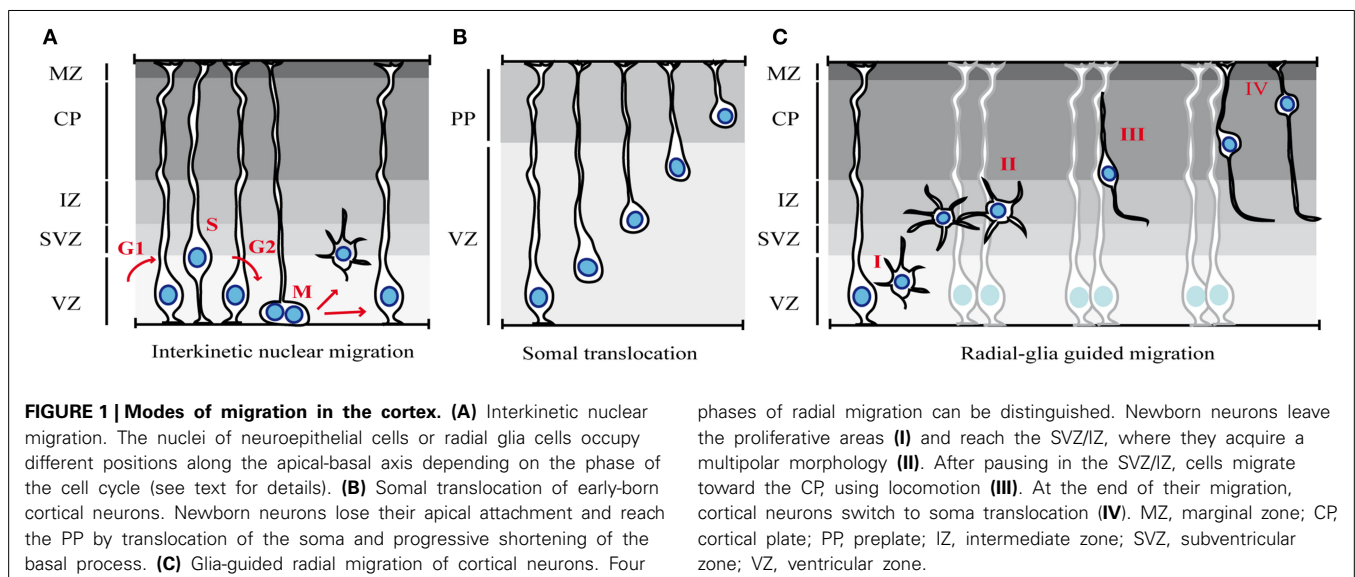 A
B
C
MZ
CP
IZ
SVZ
VZ
G1
S
G2
M
Interkinetic nuclear migration
PP
VZ
Somal translocation
MZ
CP
IZ
SVZ
VZ
I
II
III
IV
Radial-glia guided migration
FIGURE 1 | Modes of migration in the cortex. (A) Interkinetic nuclear
migration. The nuclei of neuroepithelial cells or radial glia cells occupy
different positions along the apical-basal axis depending on the phase of
the cell cycle (see text for details). (B) Somal translocation of early-born
cortical neurons. Newborn neurons lose their apical attachment and reach
the PP by translocation of the soma and progressive shortening of the
basal process. (C) Glia-guided radial migration of cortical neurons. Four
phases of radial migration can be distinguished. Newborn neurons leave
the proliferative areas (I) and reach the SVZ/IZ, where they acquire a
multipolar morphology (II). After pausing in the SVZ/IZ, cells migrate
toward the CP, using locomotion (III). At the end of their migration,
cortical neurons switch to soma translocation (IV). MZ, marginal zone; CP,
cortical plate; PP, preplate; IZ, intermediate zone; SVZ, subventricular
zone; VZ, ventricular zone.